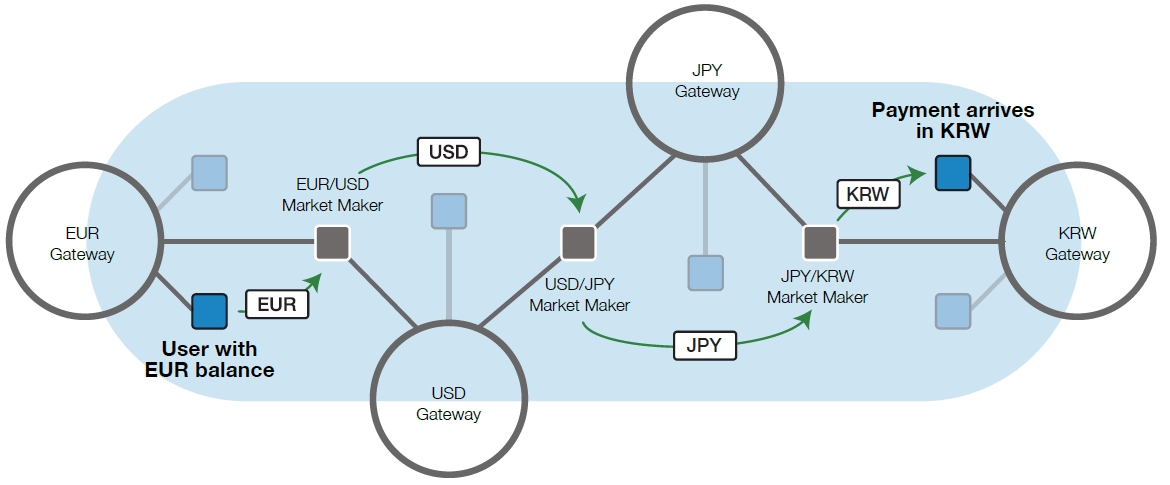 JPY
Gateway
Payment arrives
in KRW
USD
EUR/USD
Market Maker
KRW
EUR
Gateway
KRW
Gateway
USD/JPY
Market Maker
JPY/KRW
Market Maker
EUR
User with
EUR balance
JPY
USD
Gateway